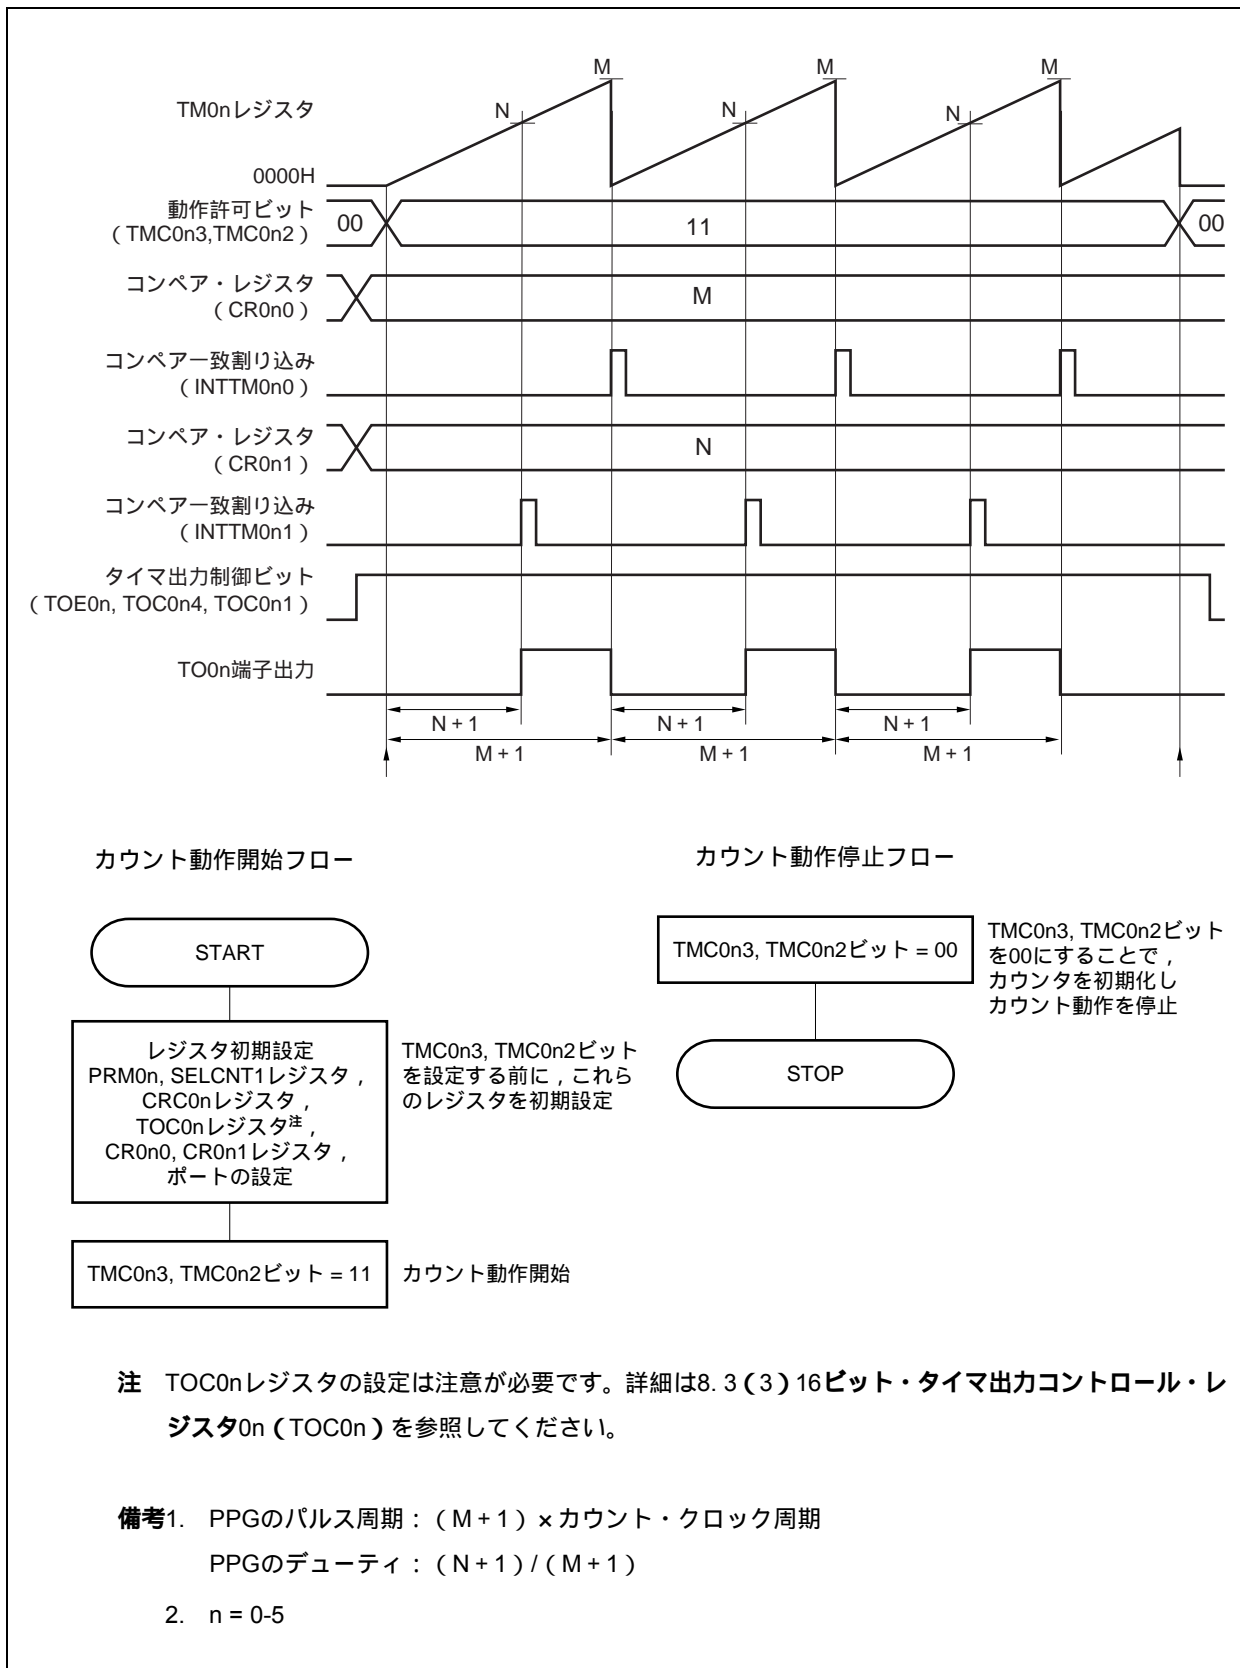 M M M
N N N
TM0nレジスタ
0000H
動作許可ビット
(TMC0n3,TMC0n2)
00 11 00
コンペア・レジスタ
(CR0n0)
M
コンペア一致割り込み
(INTTM0n0)
コンペア・レジスタ
(CR0n1)
N
コンペア一致割り込み
(INTTM0n1)
タイマ出力制御ビット
(TOE0n, TOC0n4, TOC0n1)
TO0n端子出力
N + 1 N + 1 N + 1
M + 1 M + 1 M + 1
カウント動作開始フロー
START
レジスタ初期設定
PRM0n, SELCNT1レジスタ,
CRC0nレジスタ,
TOC0nレジスタ注,
CR0n0, CR0n1レジスタ,
ポートの設定
TMC0n3, TMC0n2ビット
を設定する前に,これら
のレジスタを初期設定
TMC0n3, TMC0n2ビット = 11
カウント動作開始
カウント動作停止フロー
TMC0n3, TMC0n2ビット = 00
TMC0n3, TMC0n2ビット
を00にすることで,
カウンタを初期化し
カウント動作を停止
STOP
注 TOC0nレジスタの設定は注意が必要です。詳細は8. 3(3)16ビット・タイマ出力コントロール・レ
ジスタ0n(TOC0n)を参照してください。
備考1. PPGのパルス周期:(M + 1)×カウント・クロック周期
PPGのデューティ:(N + 1)/(M + 1)
2. n = 0-5